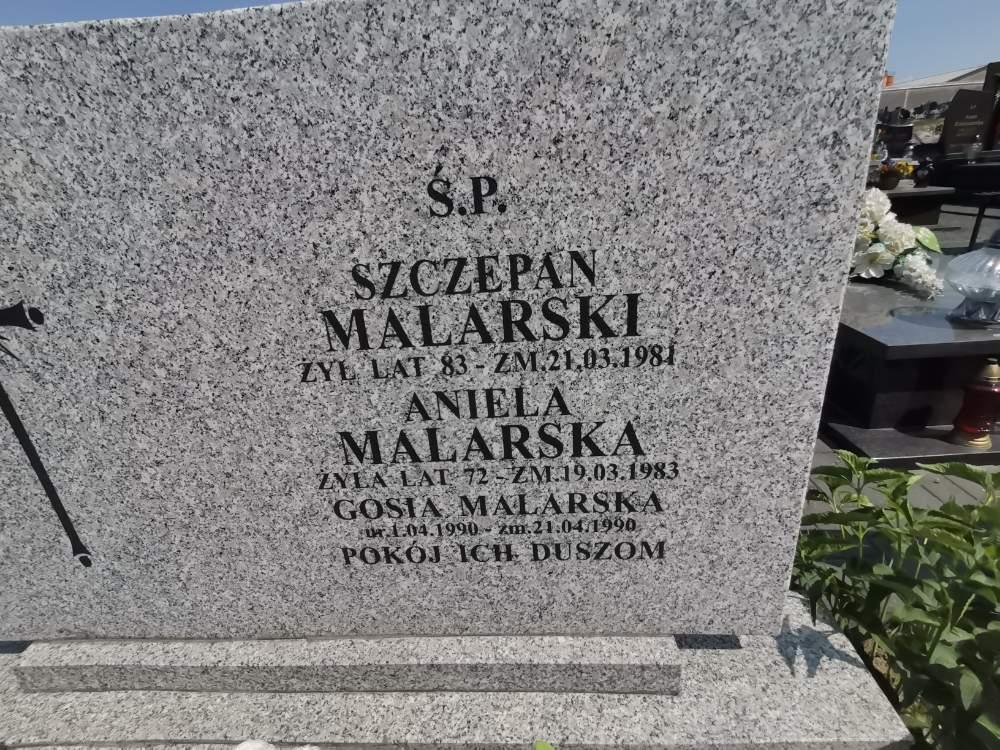 Ś.P.
SZCZEPAN
MALARSKI
ŻYŁ LAT 83 - ZM.21.03.1981
ANIELA
MALARSKA
ŻYŁA LAT 72 - ZM.19.03.1983
GOSIA MALARSKA
ur.1.04.1990 - zm.21.04.1990
POKÓJ ICH DUSZOM